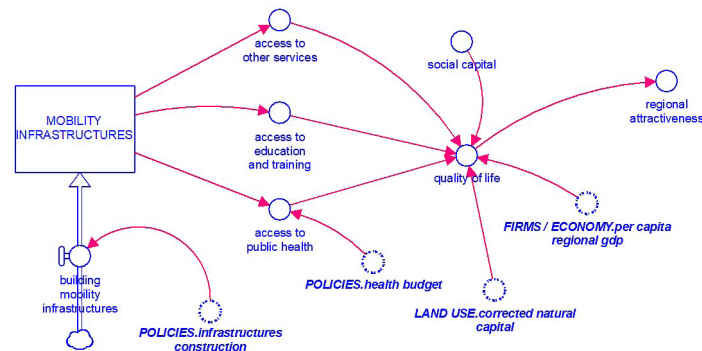 access to
other services
social capital
MOBILITY
INFRASTRUCTURES
regional
attractiveness
access to
education
and training
quality of life
FIRMS / ECONOMY.per capita
regional gdp
access to
public health
building
mobility
infrastructures
POLICIES.health budget
LAND USE.corrected natural
capital
POLICIES.infrastructures
construction